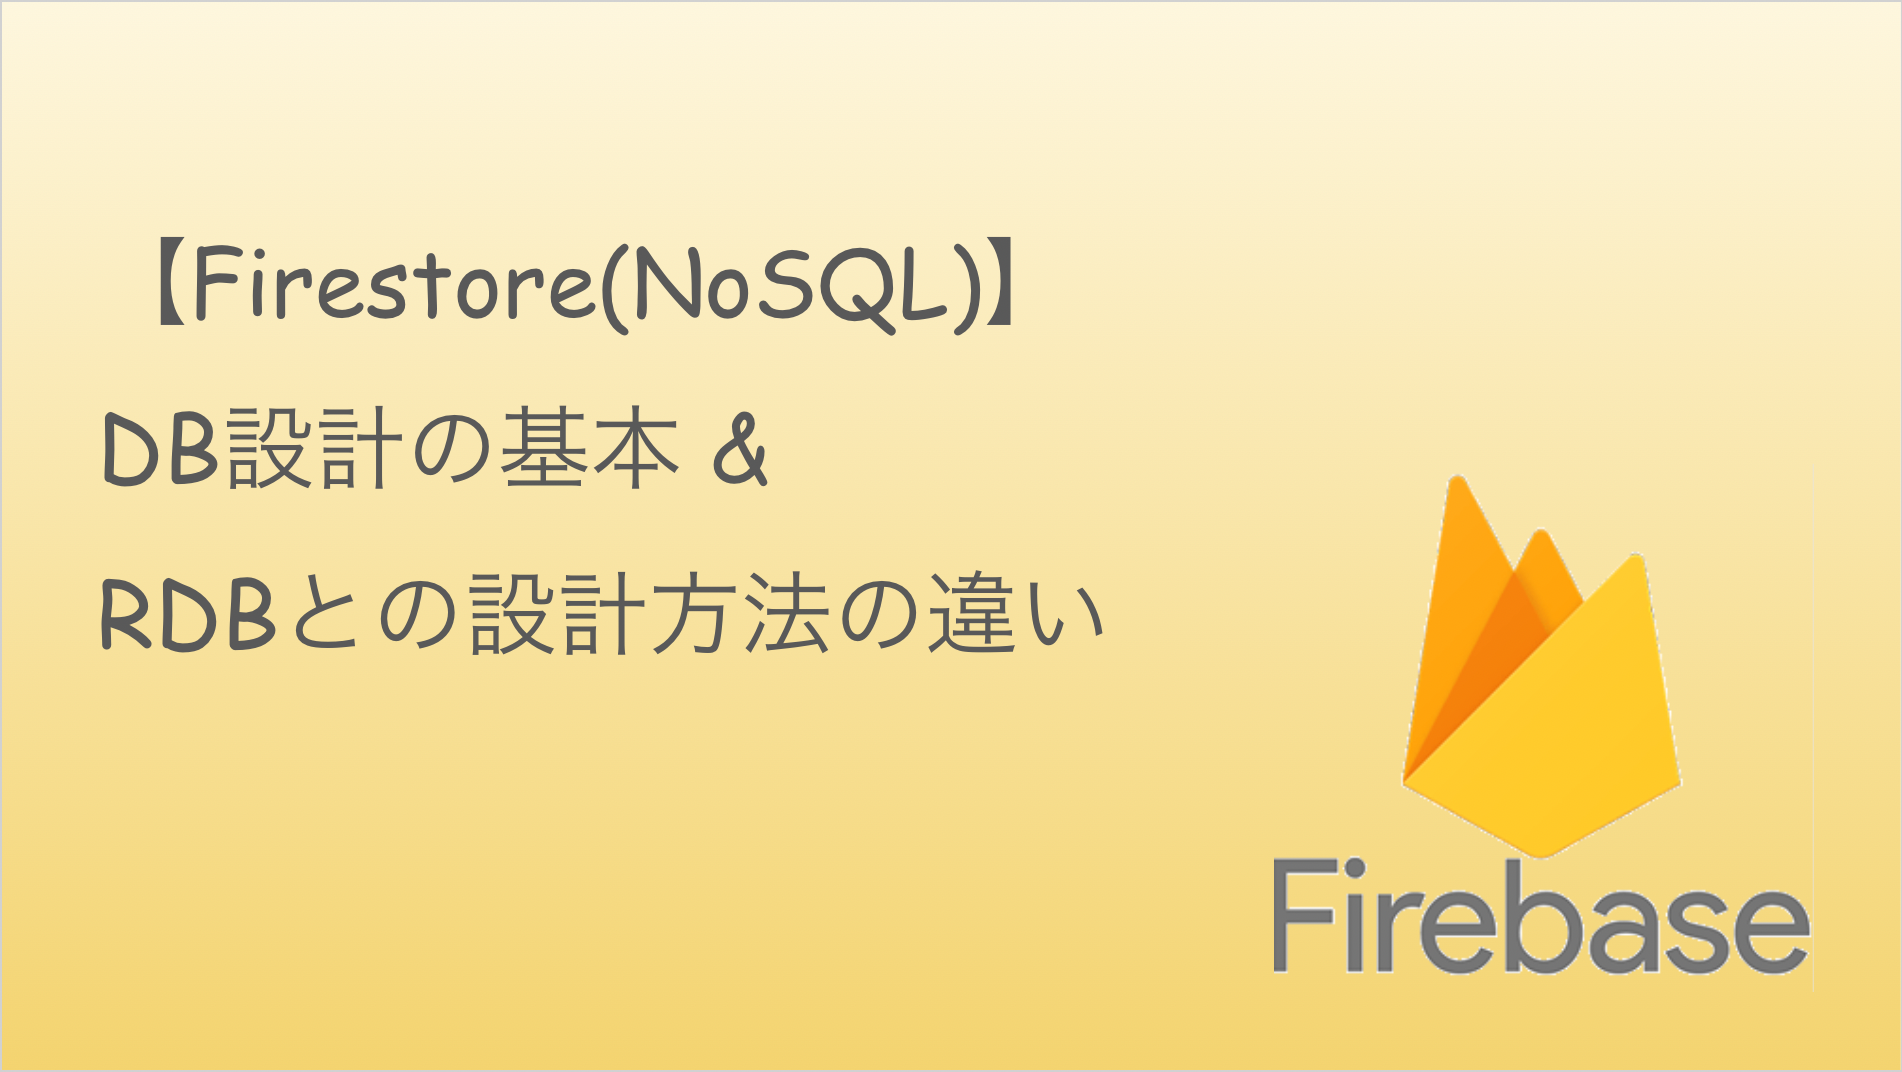 【Firestore(NoSQL)】
DB設計の基本 &
RDBとの設計方法の違い
Firebase